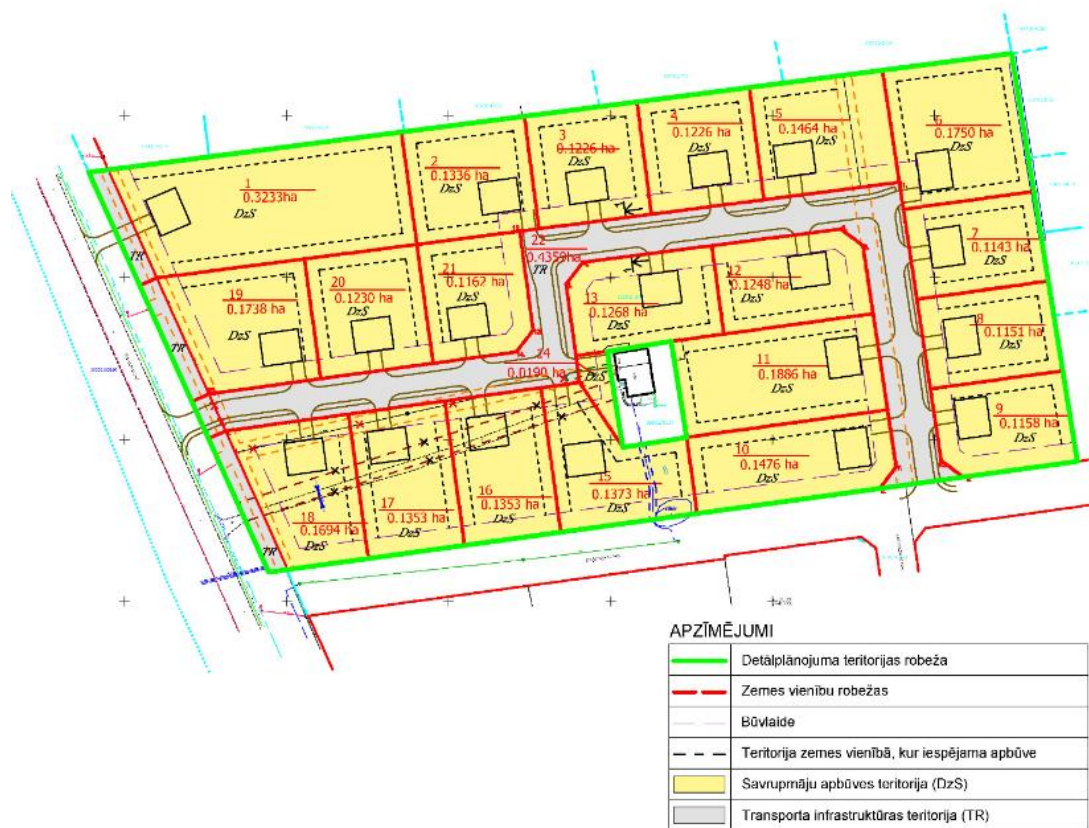 1
0.3233ha
DzS
2
0.1336 ha
DzS
3
0.1226 ha
DzS
4
0.1226 ha
DzS
5
0.1464 ha
DzS
6
0.1750 ha
DzS
7
0.1143 ha
DzS
8
0.1151 ha
DzS
9
0.1158 ha
DzS
10
0.1476 ha
DzS
11
0.1886 ha
DzS
12
0.1248 ha
DzS
13
0.1268 ha
DzS
24
0.0190 ha
DzS
15
0.1373 ha
DzS
16
0.1353 ha
DzS
17
0.1353 ha
DzS
18
0.1694 ha
DzS
19
0.1738 ha
DzS
20
0.1230 ha
DzS
21
0.1162 ha
DzS
22
0.4359ha
TR
TR
TR
TR
APZĪMĒJUMI
Detālplānojuma teritorijas robeža
Zemes vienību robežas
Būvlaide
Teritorija zemes vienībā, kur iespējama apbūve
Savrupmāju apbūves teritorija (DzS)
Transporta infrastruktūras teritorija (TR)